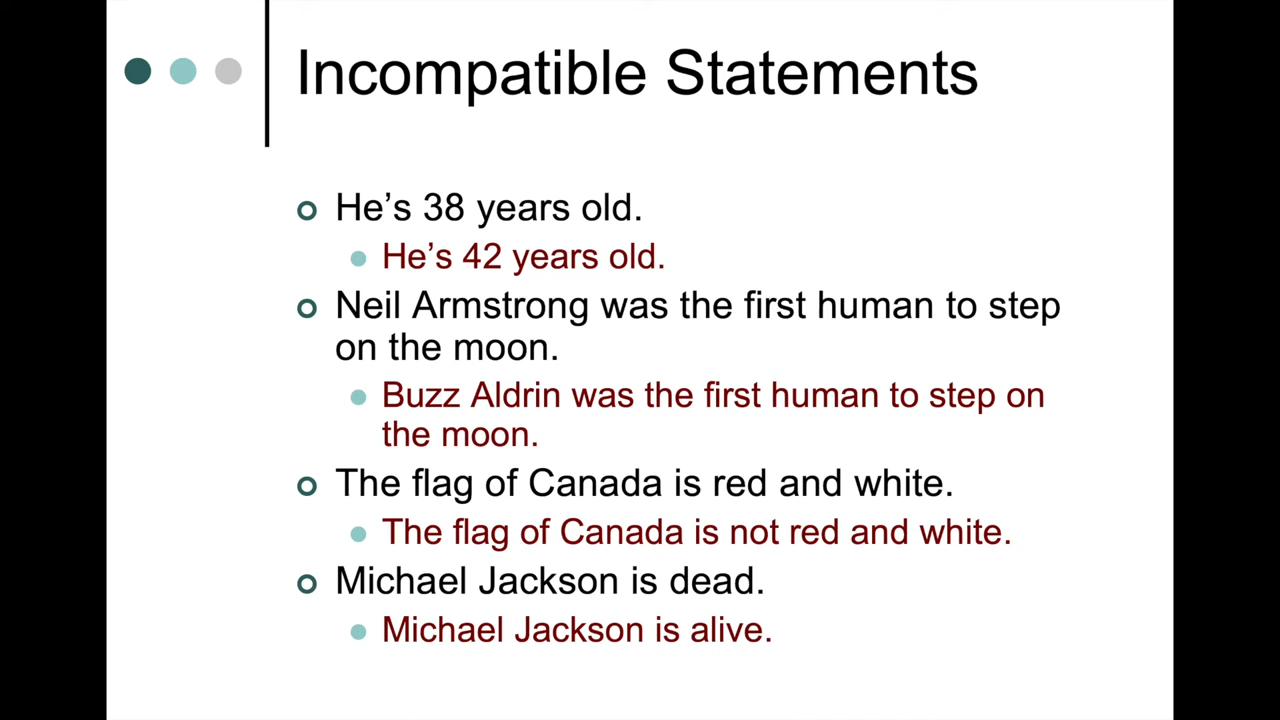 Incompatible Statements
He’s 38 years old.
He’s 42 years old.
Neil Armstrong was the first human to step
on the moon.
Buzz Aldrin was the first human to step on
the moon.
The flag of Canada is red and white.
The flag of Canada is not red and white.
Michael Jackson is dead.
Michael Jackson is alive.